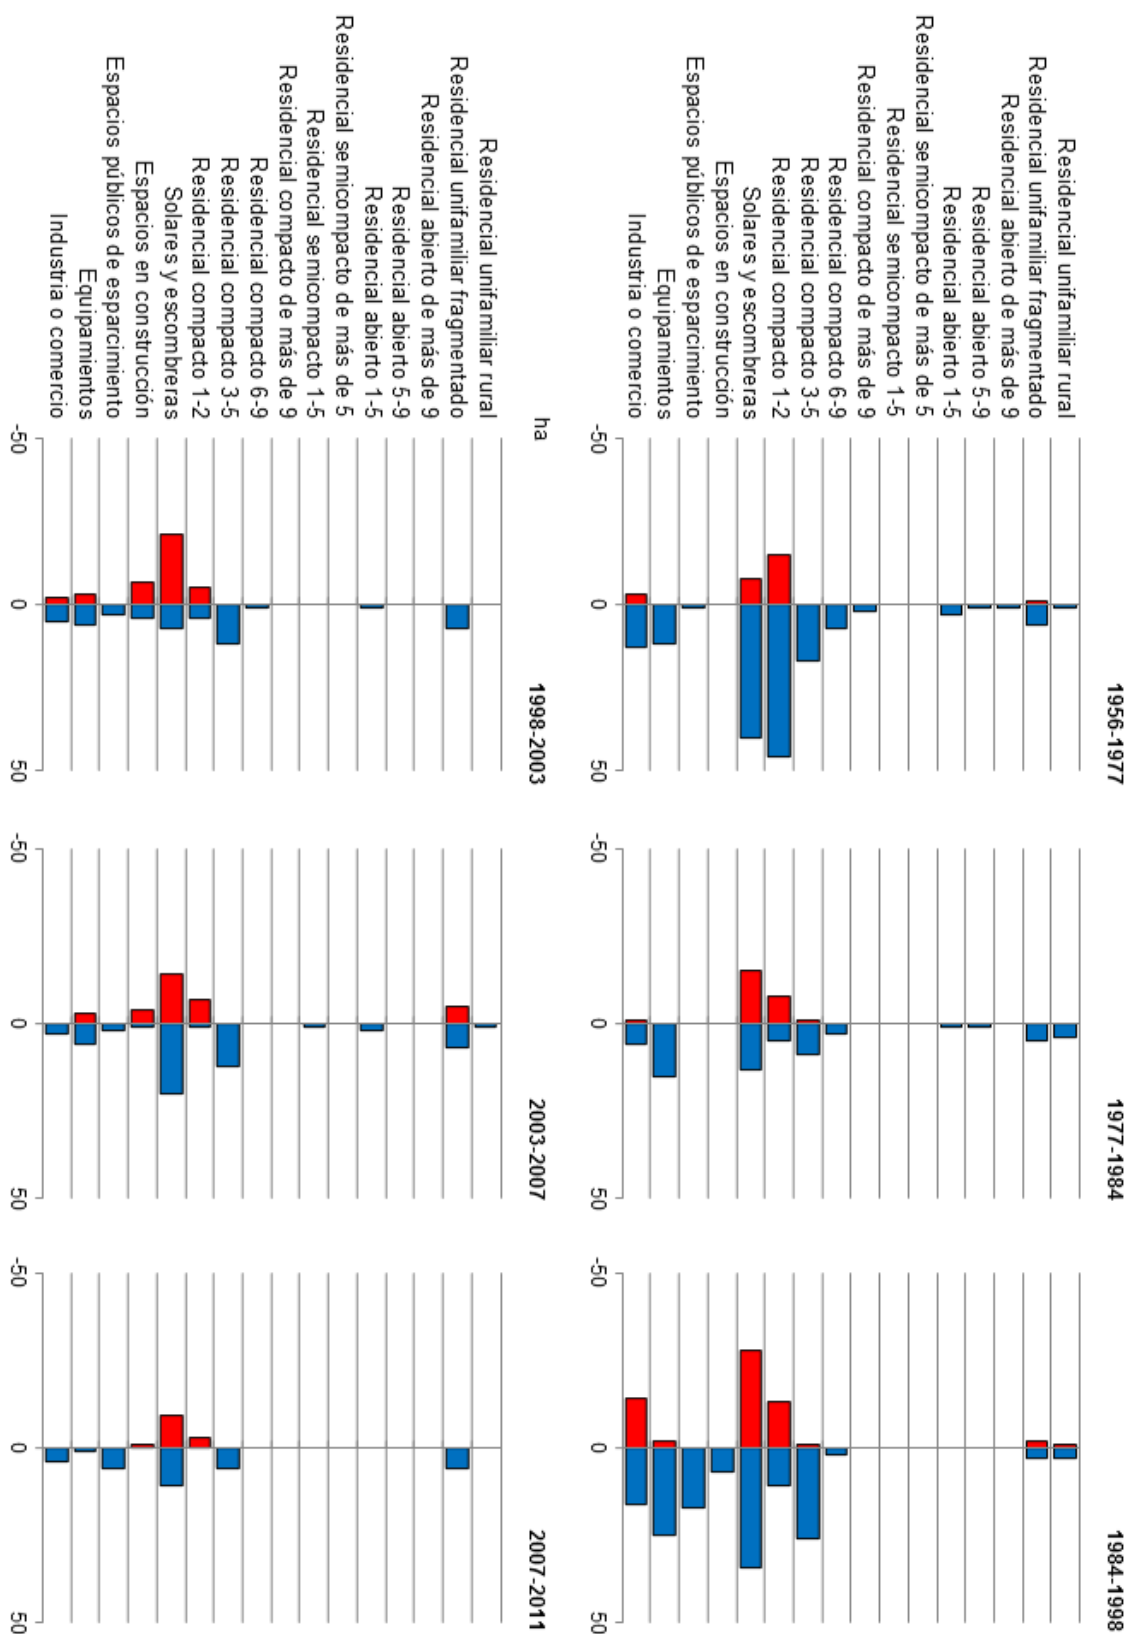 1956-1977
1977-1984
1984-1998
Residencial unifamiliar rural
Residencial unifamiliar fragmentado
Residencial abierto de más de 9
Residencial abierto 5-9
Residencial abierto 1-5
Residencial semicompacto de más de 5
Residencial semicompacto 1-5
Residencial compacto de más de 9
Residencial compacto 6-9
Residencial compacto 3-5
Residencial compacto 1-2
Solares y escombreras
Espacios en construcción
Espacios públicos de esparcimiento
Equipamientos
Industria o comercio
-50 0 50
-50 0 50
-50 0 50
ha
1998-2003
2003-2007
2007-2011
Residencial unifamiliar rural
Residencial unifamiliar fragmentado
Residencial abierto de más de 9
Residencial abierto 5-9
Residencial abierto 1-5
Residencial semicompacto de más de 5
Residencial semicompacto 1-5
Residencial compacto de más de 9
Residencial compacto 6-9
Residencial compacto 3-5
Residencial compacto 1-2
Solares y escombreras
Espacios en construcción
Espacios públicos de esparcimiento
Equipamientos
Industria o comercio
-50 0 50
-50 0 50
-50 0 50